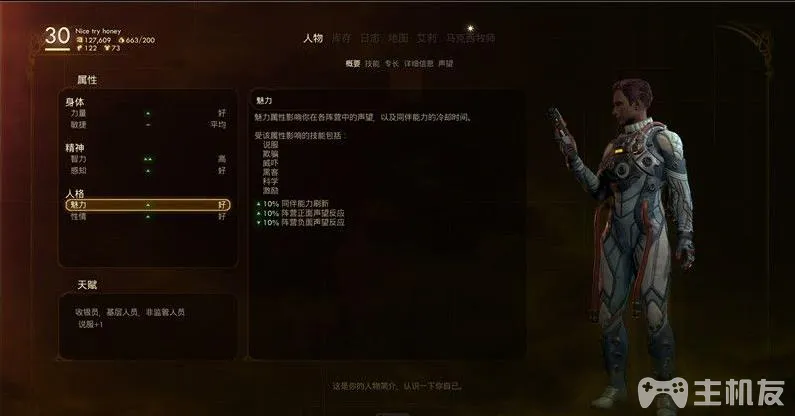 30 Nice try honey
127,609 663/200
122 73
人物 库存 日志 地图 艾莉 马克西牧师
概要 技能 专长 详细信息 声望
属性
身体
力量 好
敏捷 平均
精神
智力 高
感知 好
人格
魅力 好
性情 好
天赋
收银员，基层人员，非监管人员
说服+1
魅力
魅力属性影响你在各阵营中的声望，以及同伴能力的冷却时间。
受该属性影响的技能包括：
说服
欺骗
威吓
黑客
科学
激励
10% 同伴能力刷新
10% 阵营正面声望反应
10% 阵营负面声望反应
这是你的人物简介，认识一下你自己。
主机友